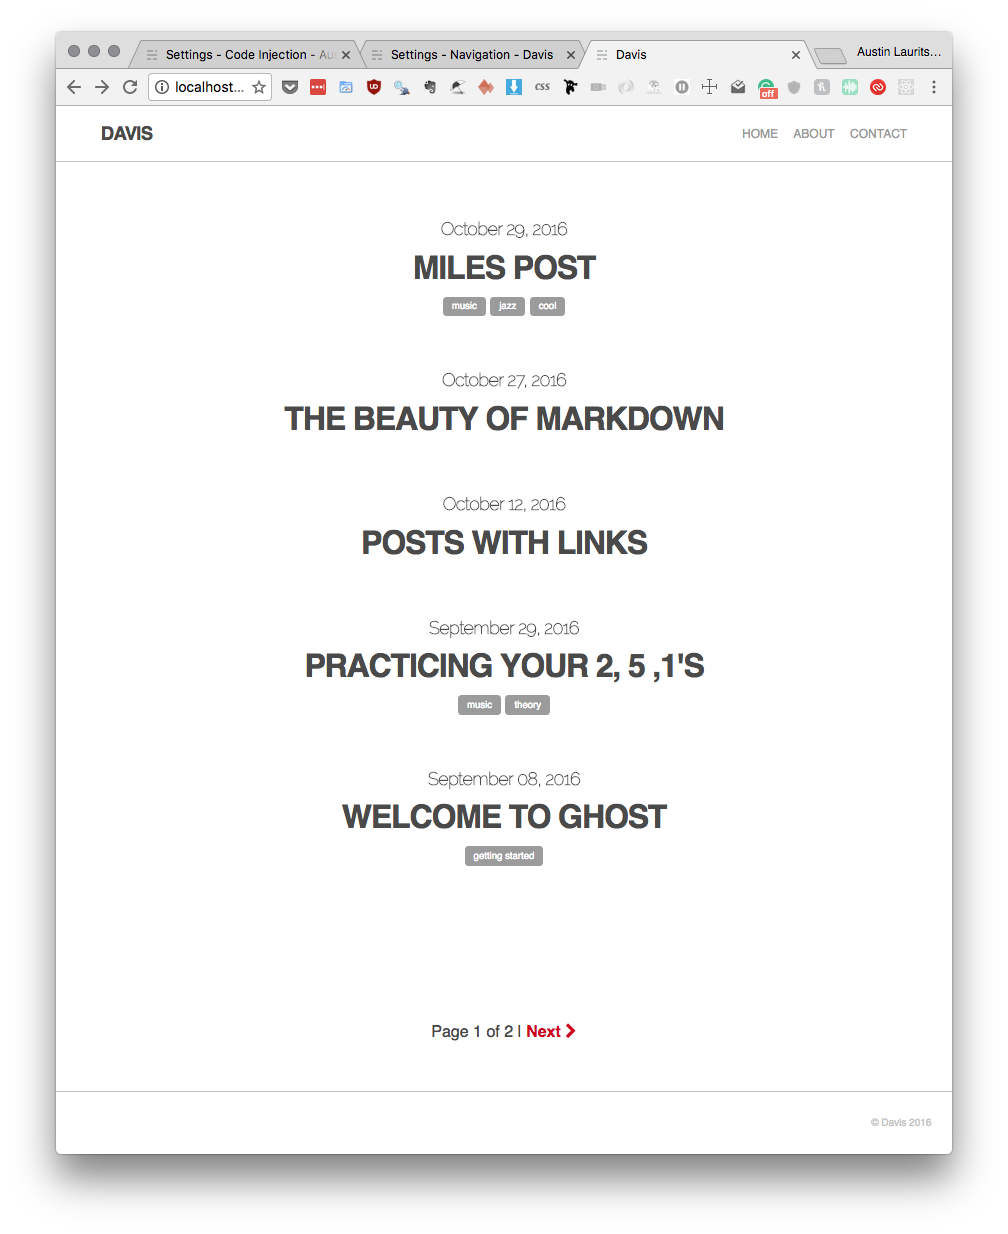 Settings - Code Injection - Au
Settings - Navigation - Davis
Davis
Austin Laurits...
localhost...
css
off
DAVIS
HOME ABOUT CONTACT
October 29, 2016
MILES POST
music jazz cool
October 27, 2016
THE BEAUTY OF MARKDOWN
October 12, 2016
POSTS WITH LINKS
September 29, 2016
PRACTICING YOUR 2, 5 ,1'S
music theory
September 08, 2016
WELCOME TO GHOST
getting started
Page 1 of 2 | Next
© Davis 2016